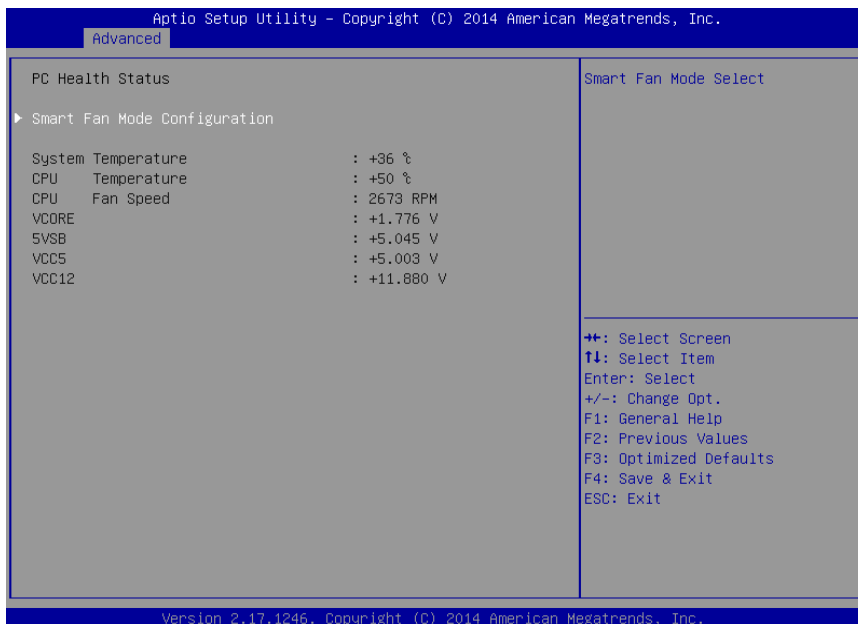 Aptio Setup Utility – Copyright (C) 2014 American Megatrends, Inc.
Advanced
PC Health Status
Smart Fan Mode Configuration
System Temperature : +36 ℃
CPU Temperature : +50 ℃
CPU Fan Speed : 2673 RPM
VCORE : +1.776 V
5VSB : +5.045 V
VCC5 : +5.003 V
VCC12 : +11.880 V
Smart Fan Mode Select
→←: Select Screen
↑↓: Select Item
Enter: Select
+/-: Change Opt.
F1: General Help
F2: Previous Values
F3: Optimized Defaults
F4: Save & Exit
ESC: Exit
Version 2.17.1246. Copyright (C) 2014 American Megatrends, Inc.